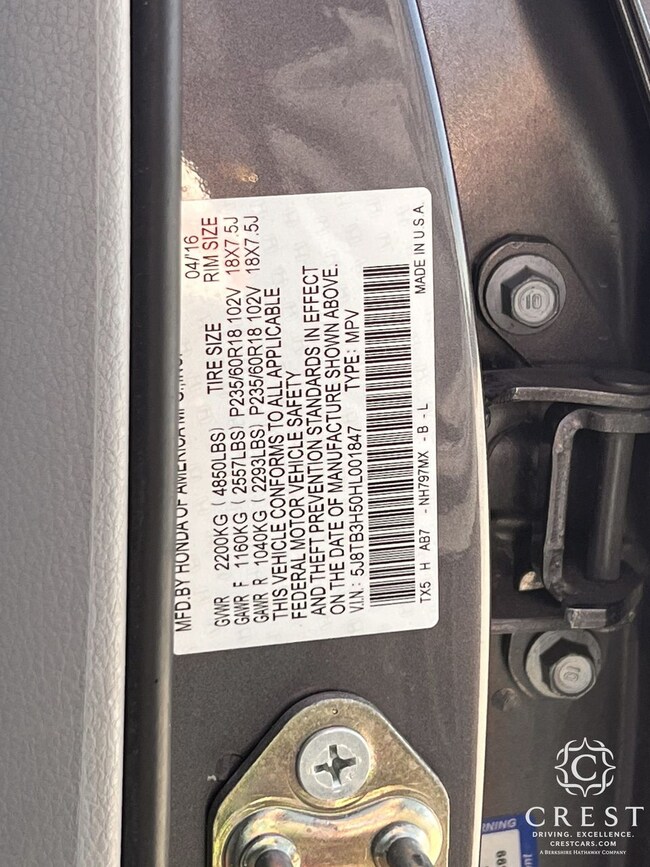 MFD.BY HONDA OF AMERICA MFG.,INC. 04/'16
GVWR 2200KG (4850LBS) TIRE SIZE RIM SIZE
GAWR F 1160KG (2557LBS) P235/60R18 102V 18X7.5J
GAWR R 1040KG (2293LBS) P235/60R18 102V 18X7.5J
THIS VEHICLE CONFORMS TO ALL APPLICABLE
FEDERAL MOTOR VEHICLE SAFETY
AND THEFT PREVENTION STANDARDS IN EFFECT
ON THE DATE OF MANUFACTURE SHOWN ABOVE.
V.I.N.: 5J8TB3H50HL001847 TYPE: MPV
TX5 H AB7 -NH797MX -B-L MADE IN U.S.A.
10
10
C
CREST
DRIVING. EXCELLENCE.
CRESTCARS.COM
A BERKSHIRE HATHAWAY COMPANY